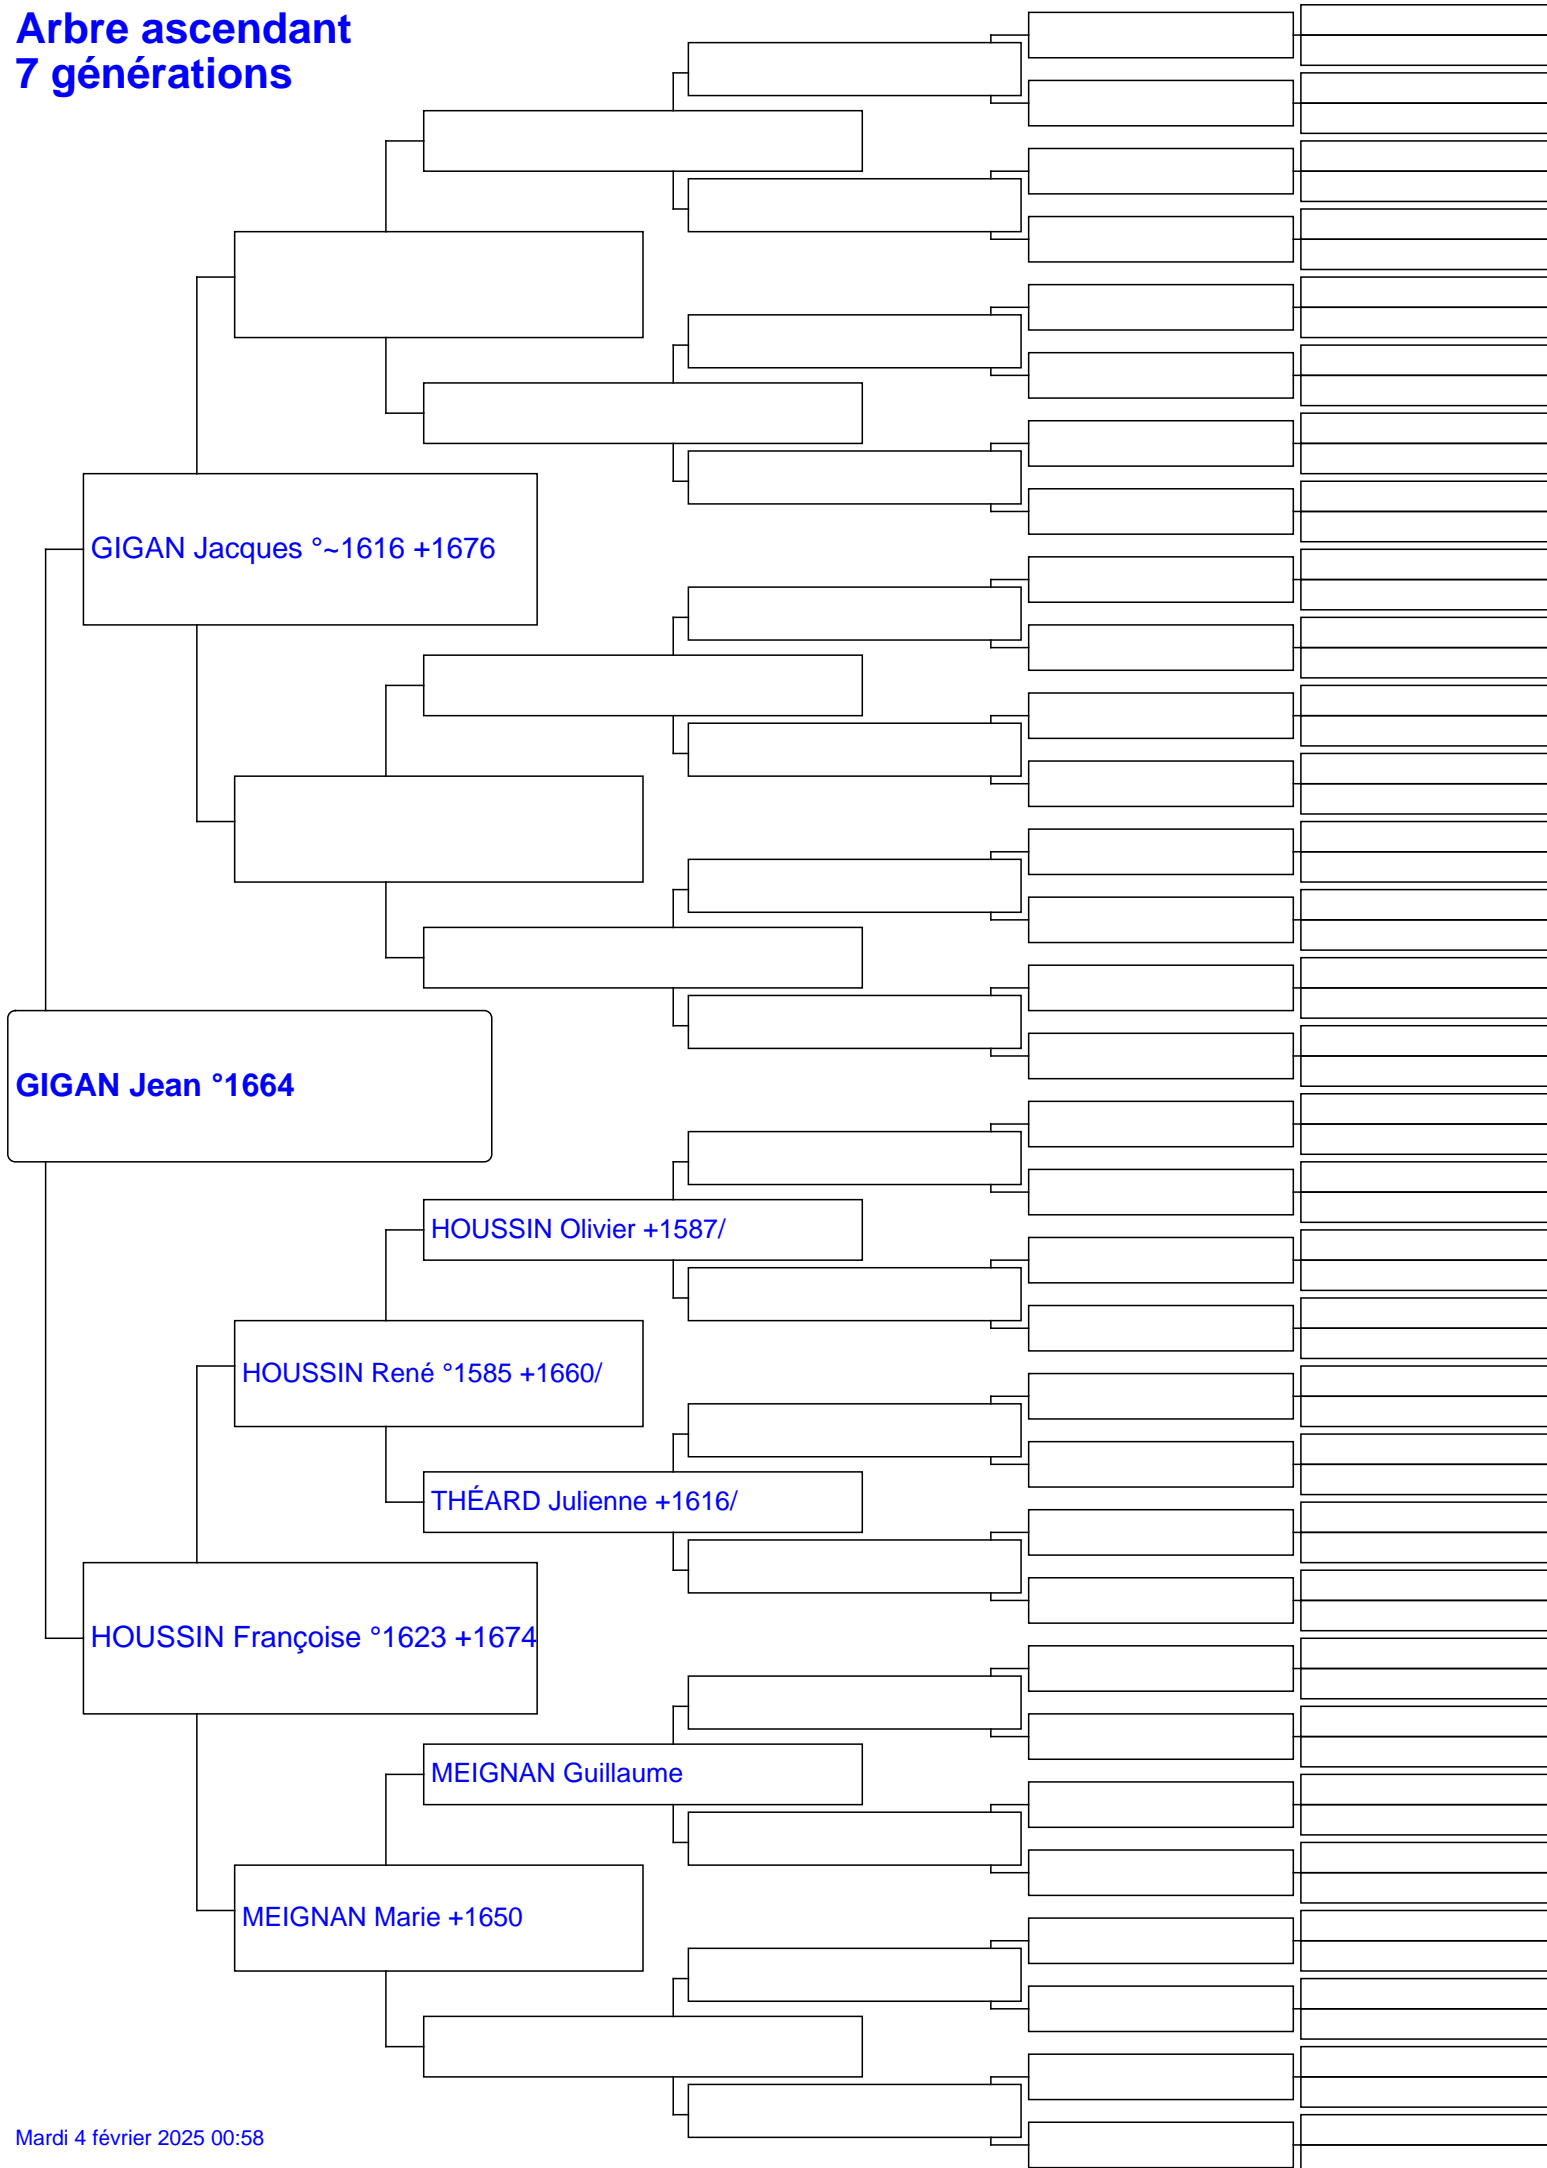 Arbre ascendant
7 générations
GIGAN Jacques °~1616 +1676
GIGAN Jean °1664
HOUSSIN Olivier +1587/
HOUSSIN René °1585 +1660/
THÉARD Julienne +1616/
HOUSSIN Françoise °1623 +1674
MEIGNAN Guillaume
MEIGNAN Marie +1650
Mardi 4 février 2025 00:58